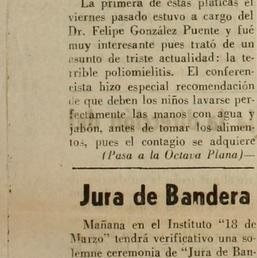 La primera de estas pláticas el
viernes pasado estuvo a cargo del
Dr. Felipe González Puente y fué
muy interesante pues trató de un
asunto de triste actualidad: la te-
rrible poliomielitis. El conferen-
cista hizo especial recomendación
de que deben los niños lavarse per-
fectamente las manos con agua y
jabón, antes de tomar los alimen-
tos, pues el contagio se adquiere
(Pasa a la Octava Plana)—
Jura de Bandera
Mañana en el Instituto "18 de
Marzo" tendrá verificativo una so-
lemne ceremonia de "Jura de Ban-